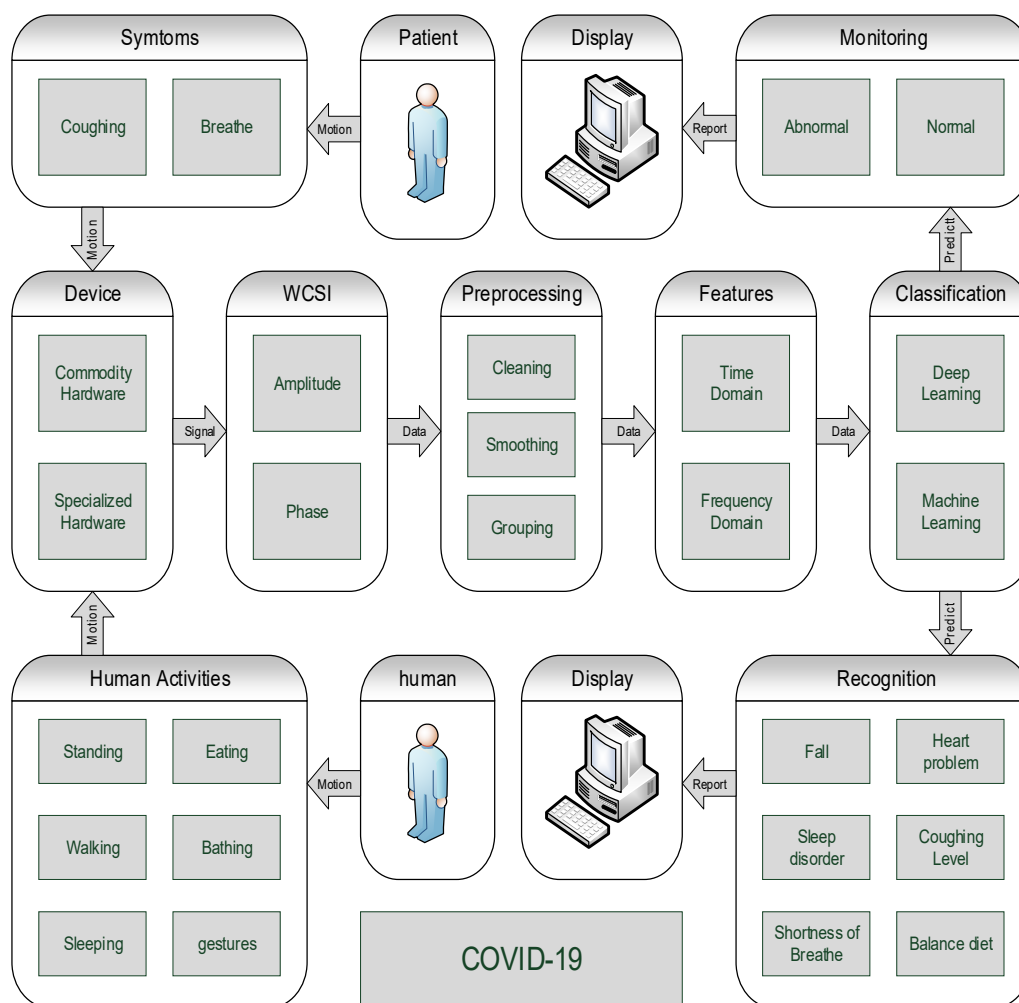 Symtoms
Patient
Display
Monitoring
Coughing
Breathe
Motion
Report
Abnormal
Normal
Motion
Predictt
Device
WCSI
Preprocessing
Features
Classification
Commodity
Hardware
Amplitude
Cleaning
Time
Domain
Deep
Learning
Signal
Data
Smoothing
Data
Data
Specialized
Hardware
Phase
Grouping
Frequency
Domain
Machine
Learning
Motion
Predict
Human Activities
human
Display
Recognition
Standing
Eating
Fall
Heart
problem
Motion
Report
Walking
Bathing
Sleep
disorder
Coughing
Level
Sleeping
gestures
COVID-19
Shortness of
Breathe
Balance diet